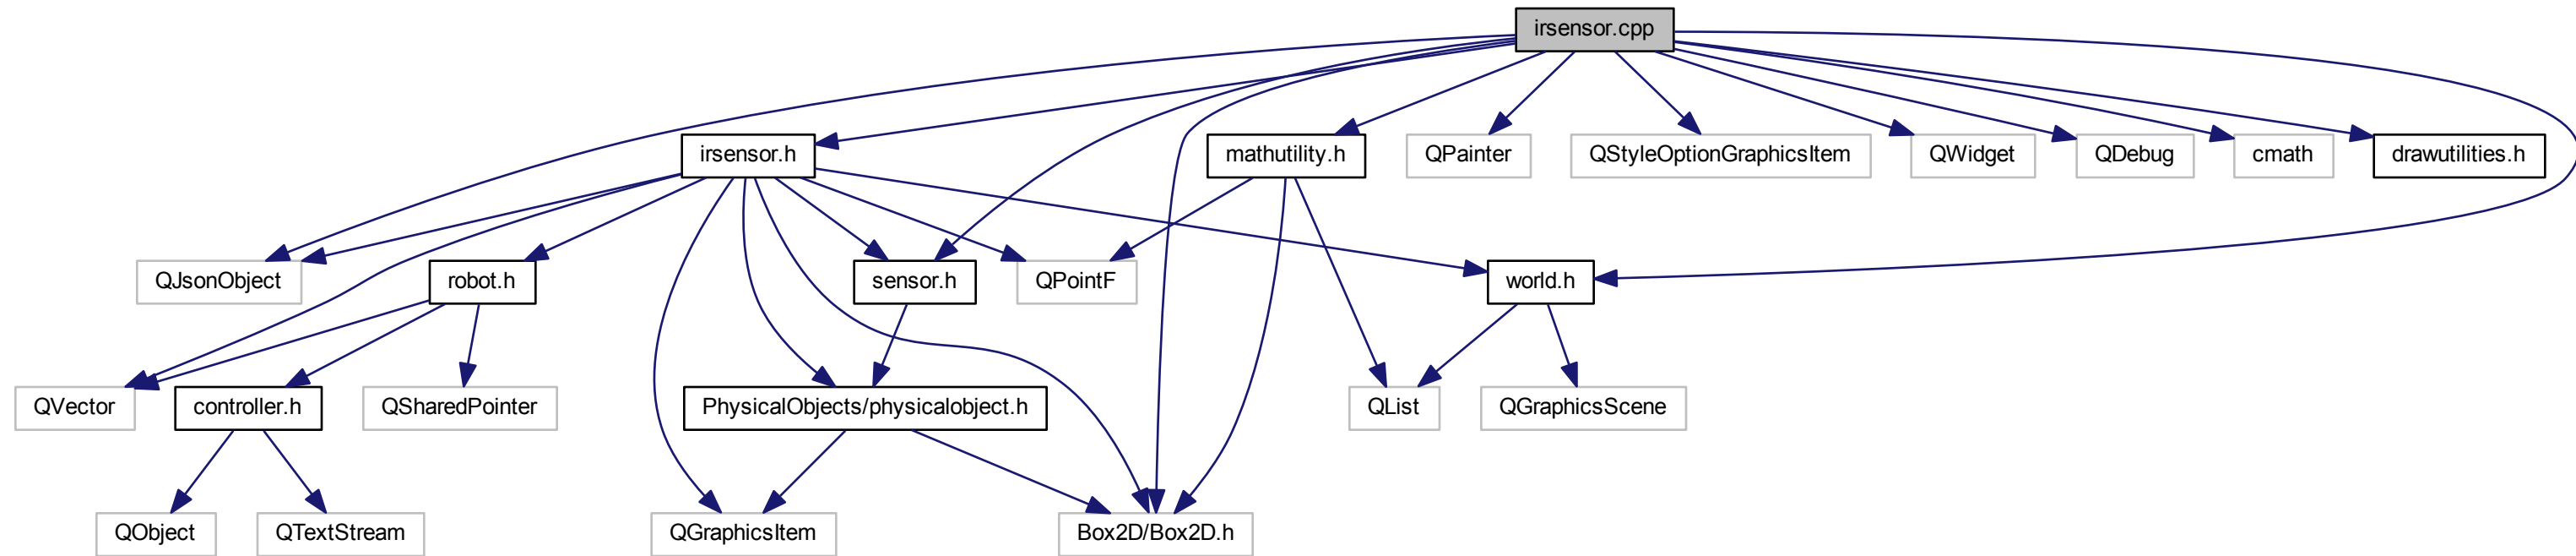 irsensor.cpp
irsensor.h
mathutility.h
QPainter
QStyleOptionGraphicsItem
QWidget
QDebug
cmath
drawutilities.h
QJsonObject
robot.h
sensor.h
QPointF
world.h
QVector
controller.h
QSharedPointer
PhysicalObjects/physicalobject.h
QList
QGraphicsScene
QObject
QTextStream
QGraphicsItem
Box2D/Box2D.h